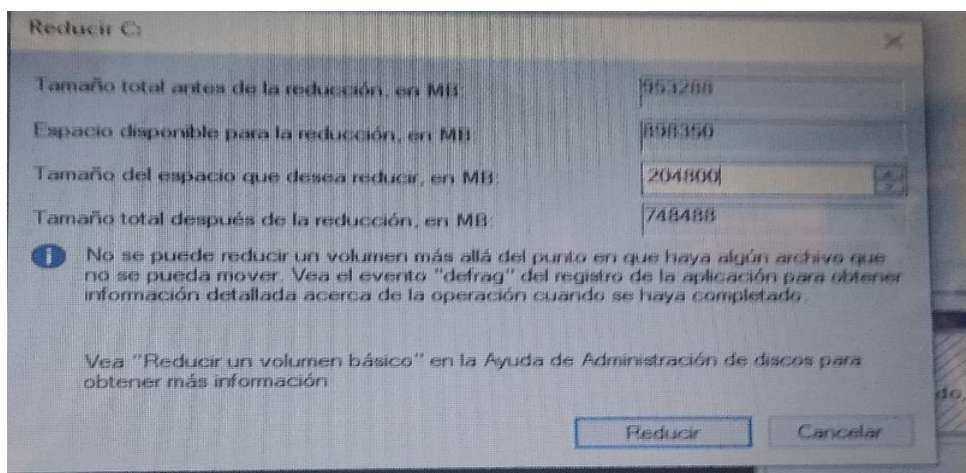 Reducir C:
Tamaño total antes de la reducción, en MB: 953288
Espacio disponible para la reducción, en MB: 898350
Tamaño del espacio que desea reducir, en MB: 204800
Tamaño total después de la reducción, en MB: 748488
No se puede reducir un volumen más allá del punto en que haya algún archivo que
no se pueda mover. Vea el evento "defrag" del registro de la aplicación para obtener
información detallada acerca de la operación cuando se haya completado.
Vea "Reducir un volumen básico" en la Ayuda de Administración de discos para
obtener más información
do,
Reducir Cancelar